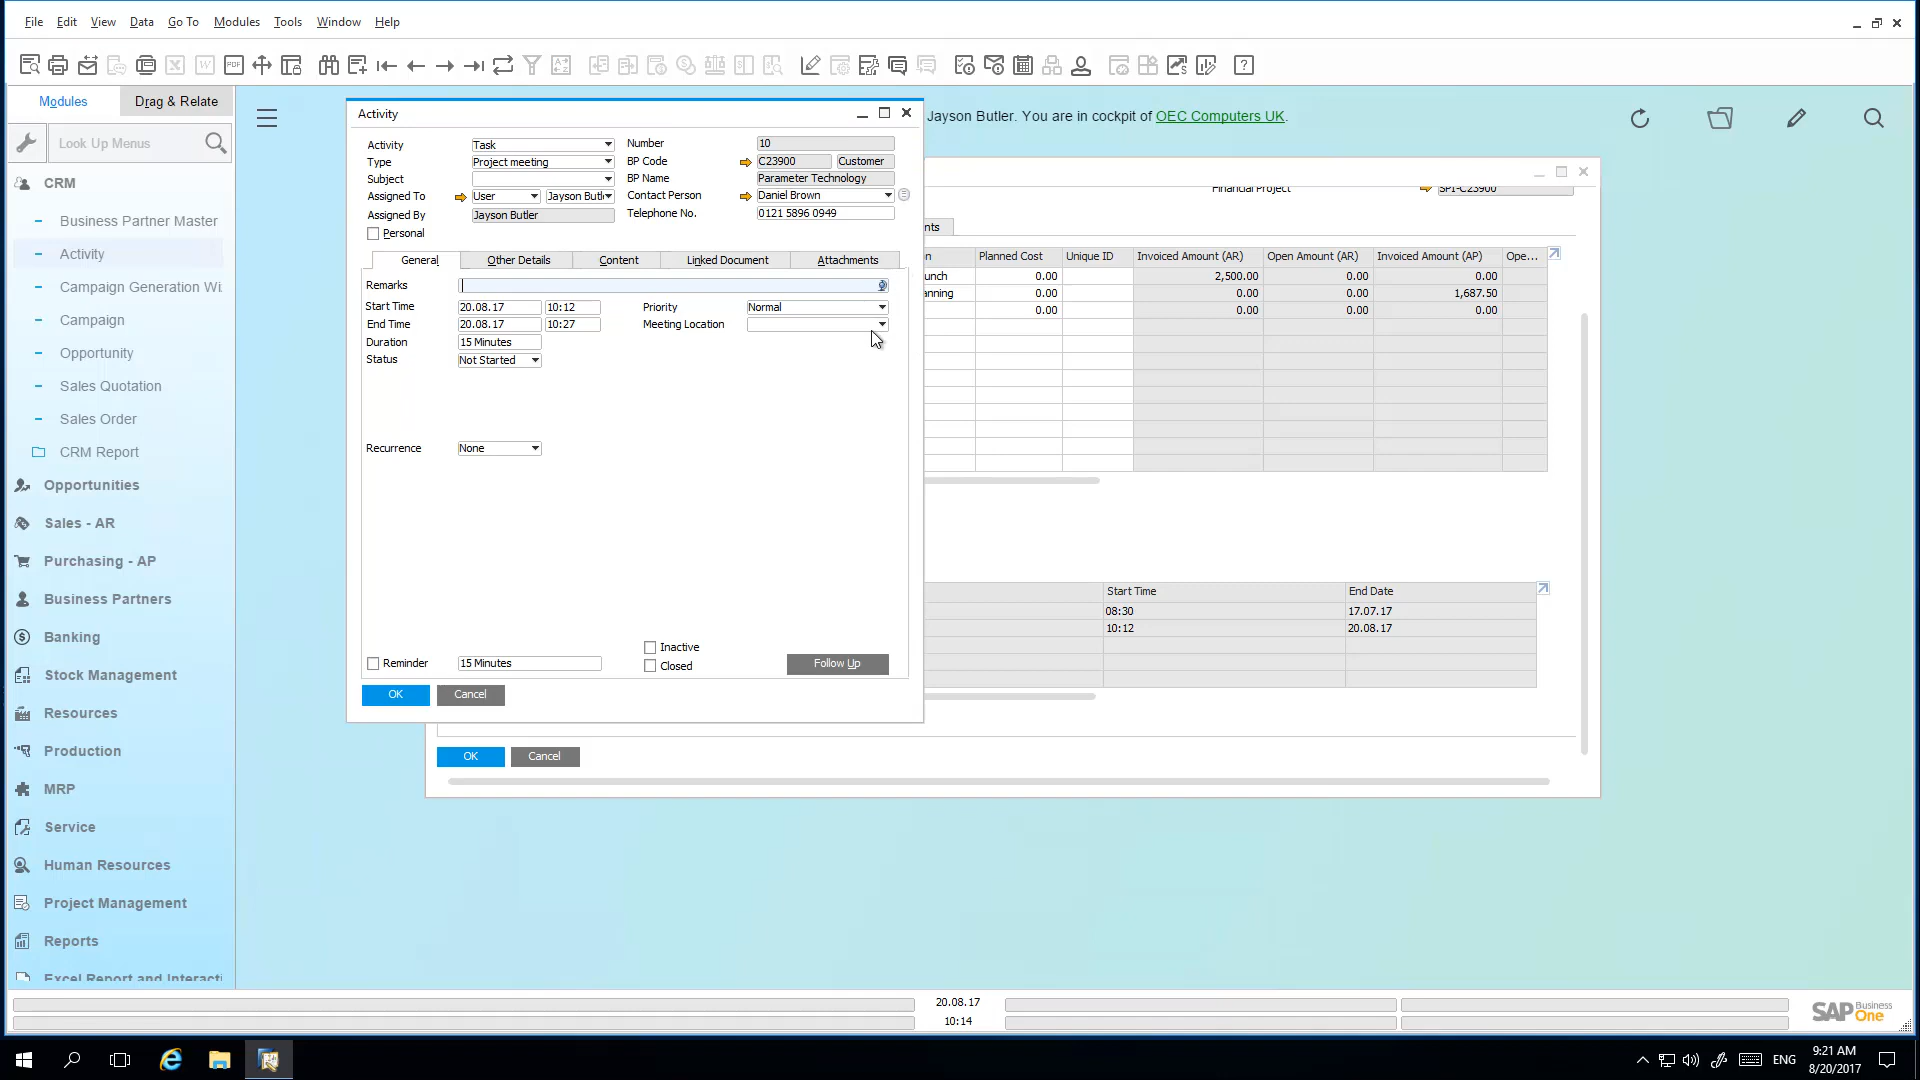 File Edit View Data Go To Modules Tools Window Help
Modules Drag & Relate
Look Up Menus
CRM
Business Partner Master
Activity
Campaign Generation Wi
Campaign
Opportunity
Sales Quotation
Sales Order
CRM Report
Opportunities
Sales - AR
Purchasing - AP
Business Partners
Banking
Stock Management
Resources
Production
MRP
Service
Human Resources
Project Management
Reports
Excel Report and Interacti
Jayson Butler. You are in cockpit of OEC Computers UK.
Activity
Activity Task Number 10
Type Project meeting BP Code C23900 Customer
Subject BP Name Parameter Technology
Assigned To User Jayson Butl Contact Person Daniel Brown
Assigned By Jayson Butler Telephone No. 0121 5896 0949
Personal
General Other Details Content Linked Document Attachments
Remarks
Start Time 20.08.17 10:12 Priority Normal
End Time 20.08.17 10:27 Meeting Location
Duration 15 Minutes
Status Not Started
Recurrence None
Inactive
Reminder 15 Minutes Closed Follow Up
OK Cancel
Financial Project SPI-C23900
nts
n Planned Cost Unique ID Invoiced Amount (AR) Open Amount (AR) Invoiced Amount (AP) Ope...
unch 0.00 2,500.00 0.00 0.00
anning 0.00 0.00 0.00 1,687.50
0.00 0.00 0.00
Start Time End Date
08:30 17.07.17
10:12 20.08.17
OK Cancel
20.08.17
10:14
SAP Business One
ENG
9:21 AM
8/20/2017